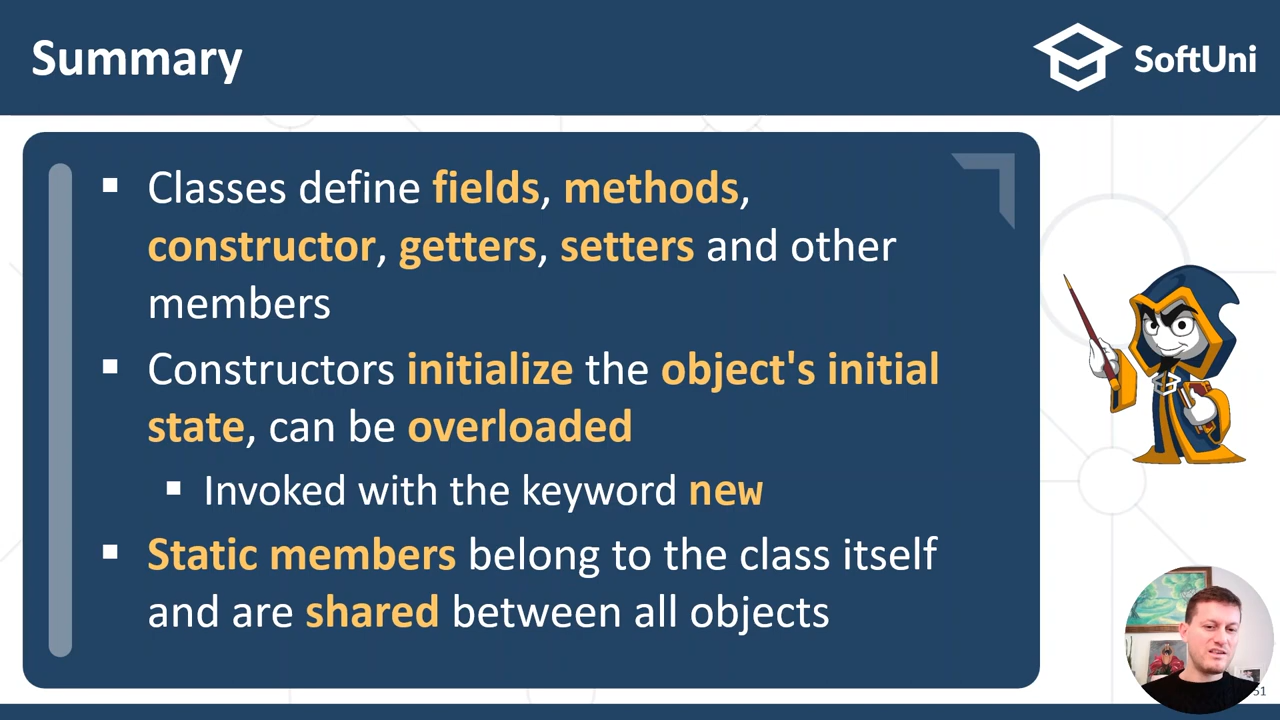 Summary
SoftUni
▪ Classes define fields, methods,
constructor, getters, setters and other
members
▪ Constructors initialize the object's initial
state, can be overloaded
▪ Invoked with the keyword new
▪ Static members belong to the class itself
and are shared between all objects
51